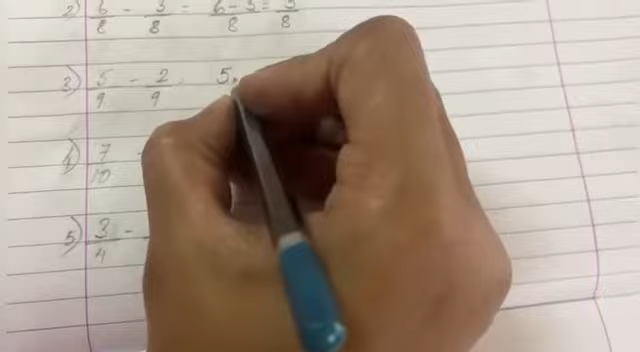 2) 6/8 - 3/8 = 6-3/8 = 3/8
3) 5/9 - 2/9 5
4) 7/10 -
5) 3/4 -